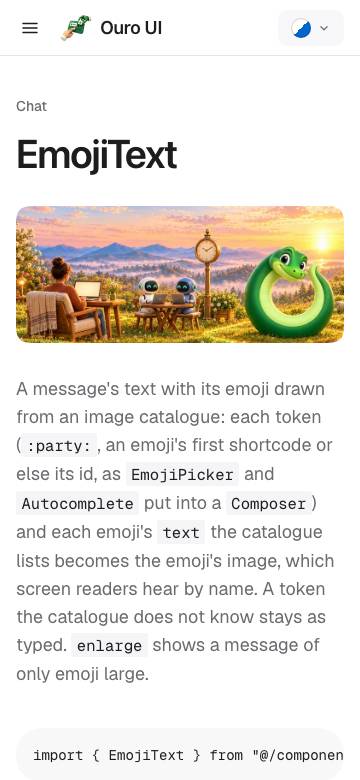 Ouro UI
Chat
EmojiText
A message's text with its emoji drawn
from an image catalogue: each token
( :party: , an emoji's first shortcode or
else its id, as EmojiPicker and
Autocomplete put into a Composer )
and each emoji's text the catalogue
lists becomes the emoji's image, which
screen readers hear by name. A token
the catalogue does not know stays as
typed. enlarge shows a message of
only emoji large.
import { EmojiText } from "@/componen